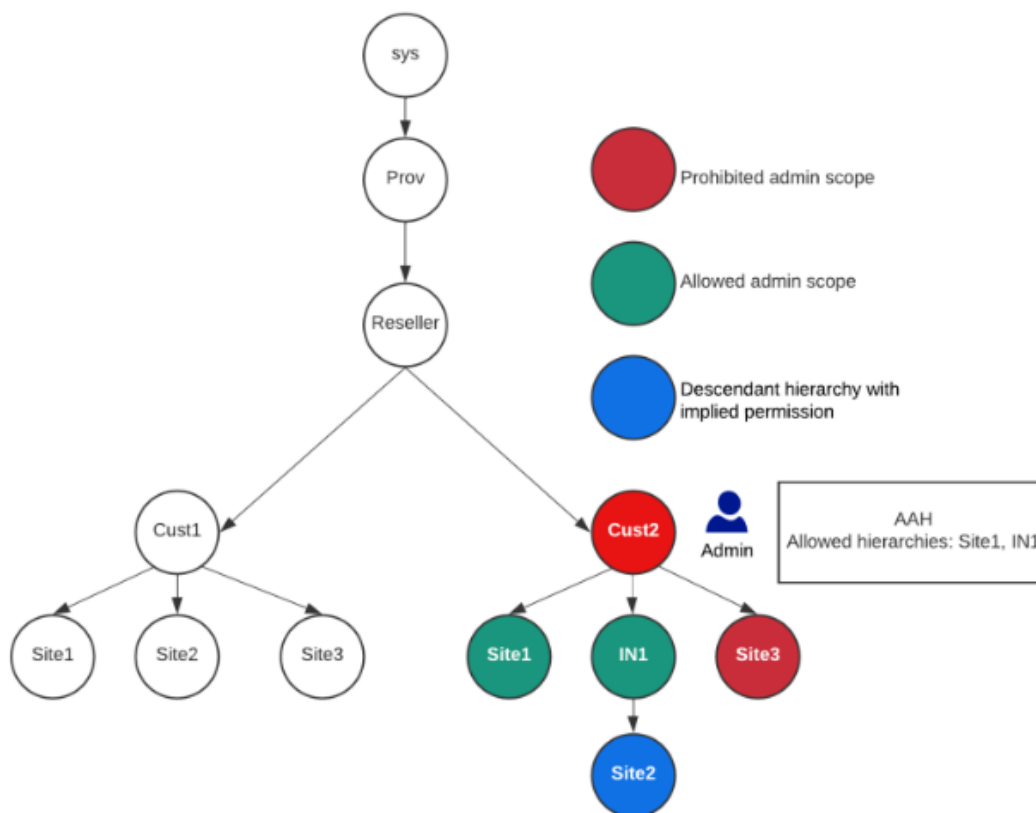 sys
Prov
Prohibited admin scope
Allowed admin scope
Reseller
Descendant hierarchy with
implied permission
Cust1
Cust2
Admin
AAH
Allowed hierarchies: Site1, IN1
Site1
Site2
Site3
Site1
IN1
Site3
Site2